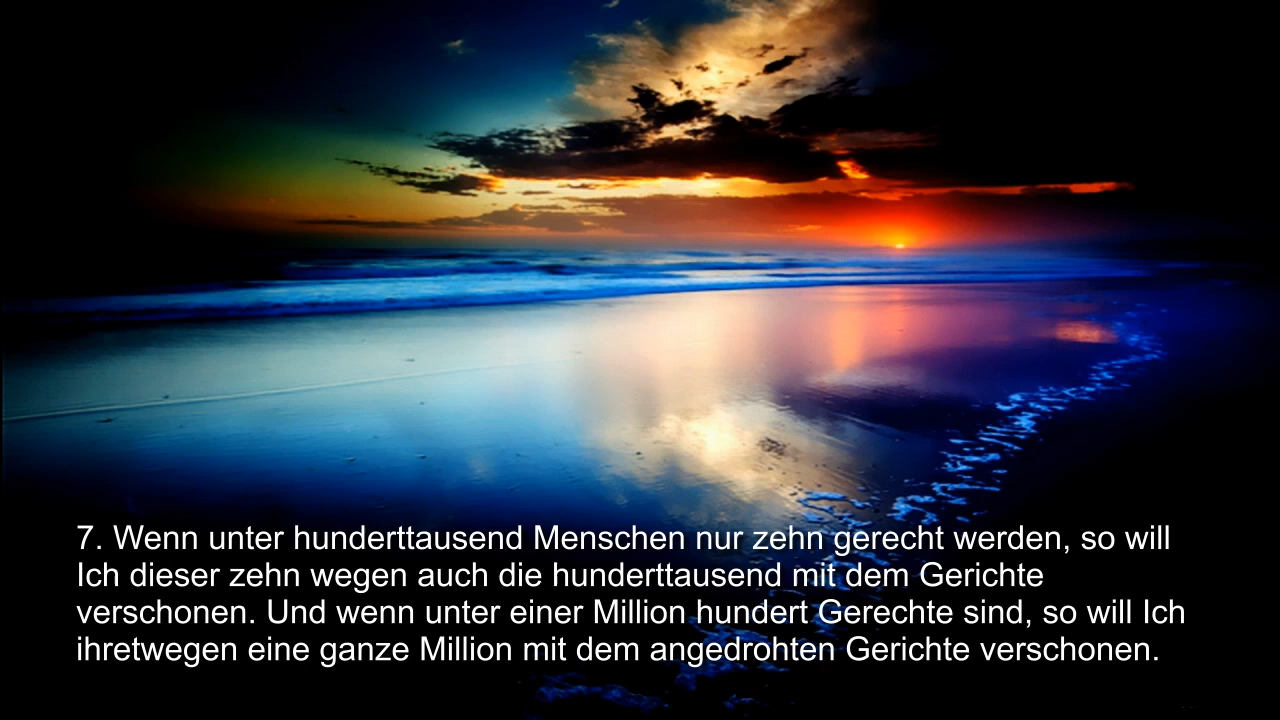 7. Wenn unter hunderttausend Menschen nur zehn gerecht werden, so will
Ich dieser zehn wegen auch die hunderttausend mit dem Gerichte
verschonen. Und wenn unter einer Million hundert Gerechte sind, so will Ich
ihretwegen eine ganze Million mit dem angedrohten Gerichte verschonen.